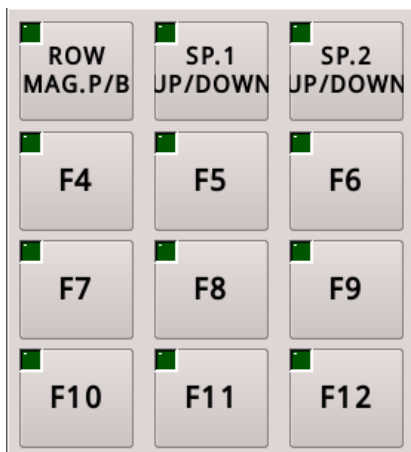 ROW
MAG.P/B
SP.1
UP/DOWN
SP.2
UP/DOWN
F4
F5
F6
F7
F8
F9
F10
F11
F12